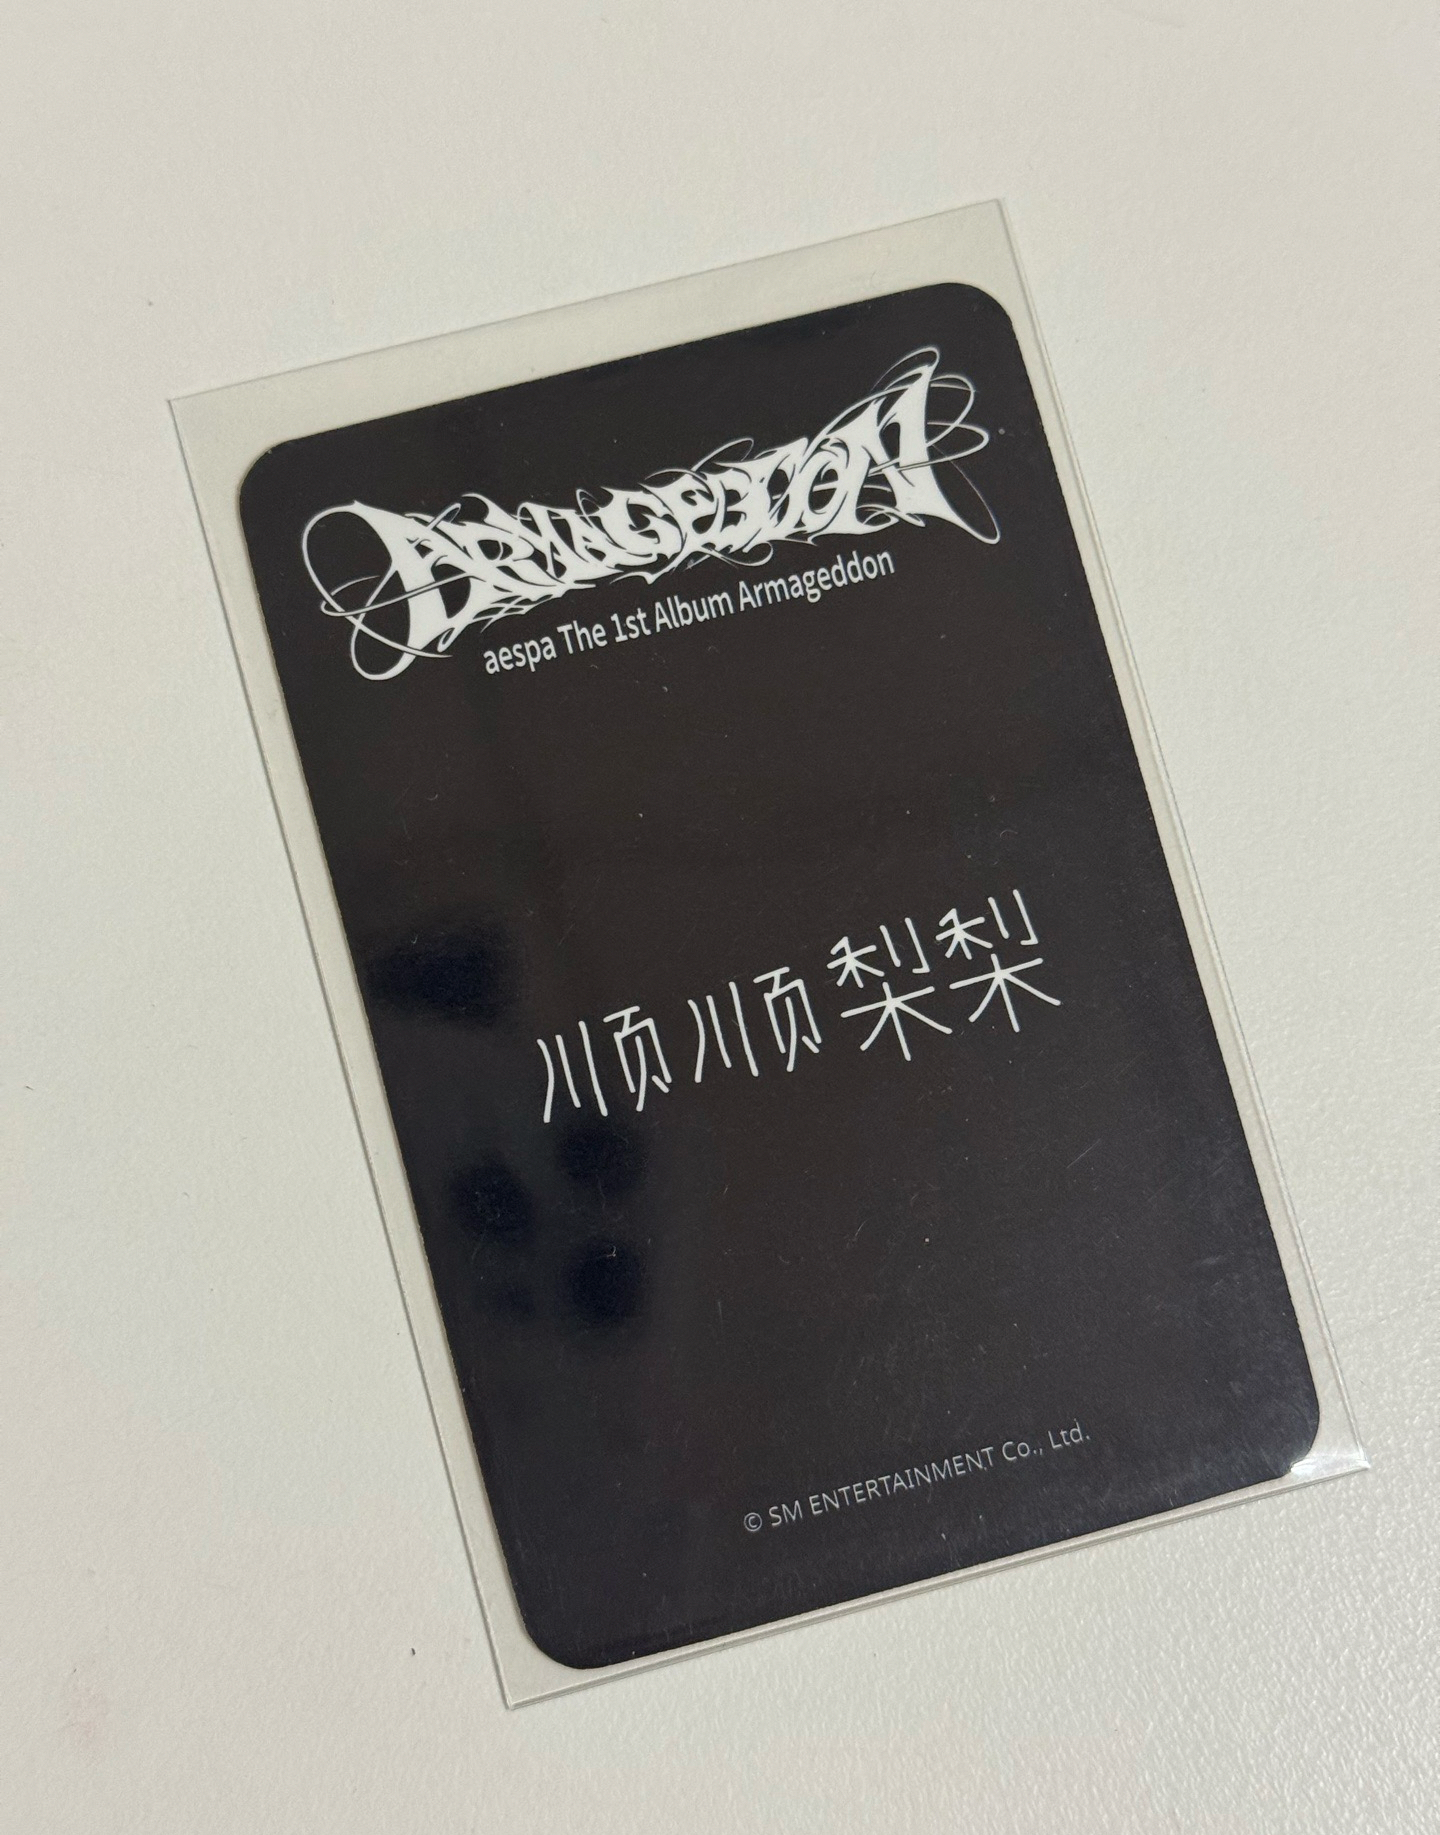 ARMAGEDDON
aespa The 1st Album Armageddon
顺顺梨梨
© SM ENTERTAINMENT Co., Ltd.